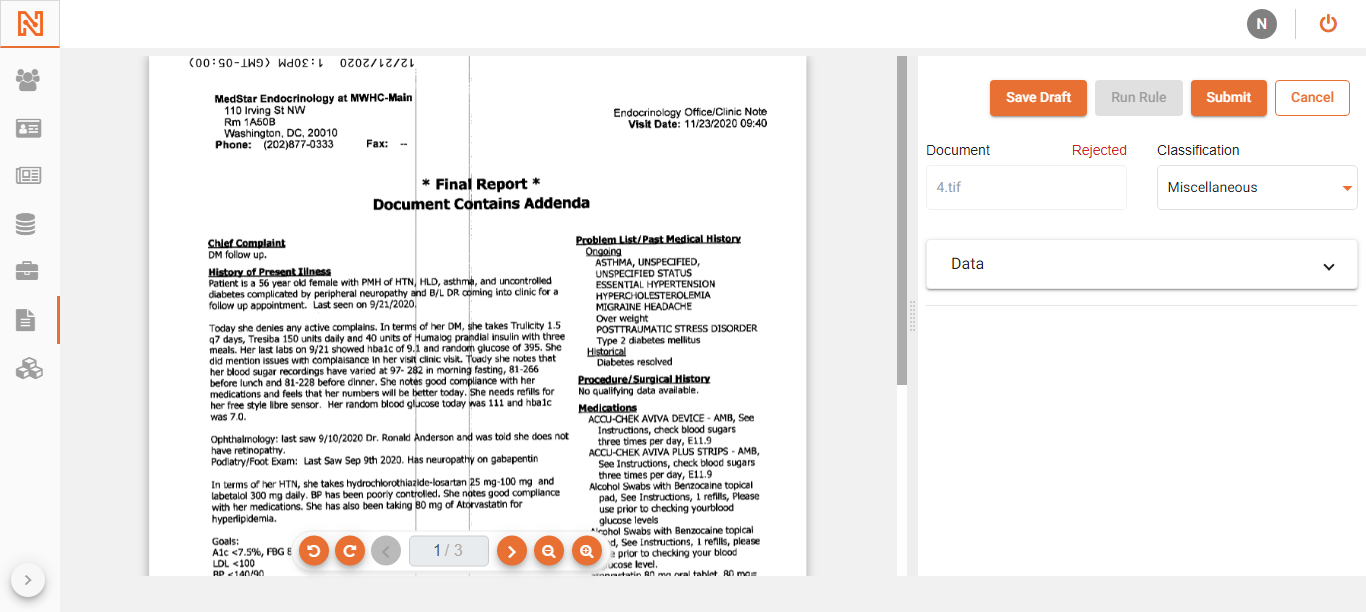 N
N
12/21/2020 1:30PM (GMT-05:00)
MedStar Endocrinology at MWHC-Main
110 Irving St NW
Rm 1A50B
Washington, DC, 20010
Phone: (202)877-0333 Fax: --
Endocrinology Office/Clinic Note
Visit Date: 11/23/2020 09:40
* Final Report *
Document Contains Addenda
Chief Complaint
DM follow up.
History of Present Illness
Patient is a 56 year old female with PMH of HTN, HLD, asthma, and uncontrolled
diabetes complicated by peripheral neuropathy and B/L DR coming into clinic for a
follow up appointment. Last seen on 9/21/2020.
Today she denies any active complains. In terms of her DM, she takes Trulicity 1.5
q7 days, Tresiba 150 units daily and 40 units of Humalog prandial insulin with three
meals. Her last labs on 9/21 showed hba1c of 9.1 and random glucose of 395. She
did mention issues with complaisance in her visit clinic visit. Toady she notes that
her blood sugar recordings have varied at 97- 282 in morning fasting, 81-266
before lunch and 81-228 before dinner. She notes good compliance with her
medications and feels that her numbers will be better today. She needs refills for
her free style libre sensor. Her random blood glucose today was 111 and hba1c
was 7.0.
Ophthalmology: last saw 9/10/2020 Dr. Ronald Anderson and was told she does not
have retinopathy.
Podiatry/Foot Exam: Last Saw Sep 9th 2020. Has neuropathy on gabapentin
In terms of her HTN, she takes hydrochlorothiazide-losartan 25 mg-100 mg and
labetalol 300 mg daily. BP has been poorly controlled. She notes good compliance
with her medications. She has also been taking 80 mg of Atorvastatin for
hyperlipidemia.
Goals:
A1c <7.5%, FBG
LDL <100
BP <140/90
Problem List/Past Medical History
Ongoing
ASTHMA, UNSPECIFIED,
UNSPECIFIED STATUS
ESSENTIAL HYPERTENSION
HYPERCHOLESTEROLEMIA
MIGRAINE HEADACHE
Over weight
POSTTRAUMATIC STRESS DISORDER
Type 2 diabetes mellitus
Historical
Diabetes resolved
Procedure/Surgical History
No qualifying data available.
Medications
ACCU-CHEK AVIVA DEVICE - AMB, See
Instructions, check blood sugars
three times per day, E11.9
ACCU-CHEK AVIVA PLUS STRIPS - AMB,
See Instructions, check blood sugars
three times per day, E11.9
Alcohol Swabs with Benzocaine topical
pad, See Instructions, 1 refills, Please
use prior to checking yourblood
glucose levels
Alcohol Swabs with Benzocaine topical
See Instructions, 1 refills, please
prior to checking your blood
glucose level.
atorvastatin 80 mg oral tablet, 80 mg=
1 / 3
Save Draft
Run Rule
Submit
Cancel
Document
Rejected
Classification
4.tif
Miscellaneous
Data